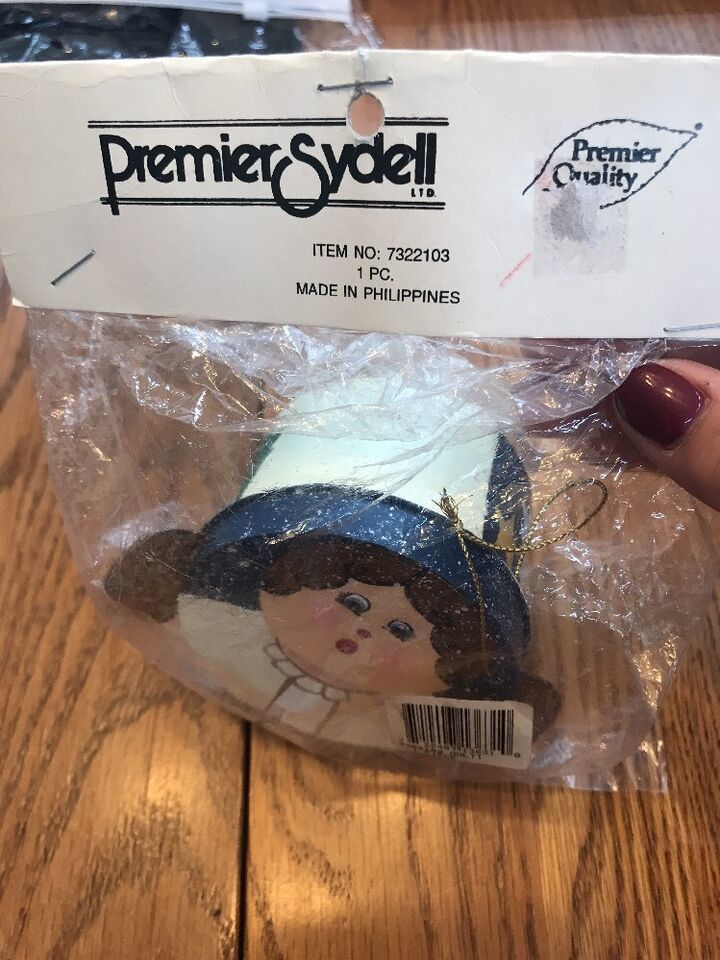 Premier Sydell
LTD.
Premier
Quality
ITEM NO: 7322103
1 PC.
MADE IN PHILIPPINES